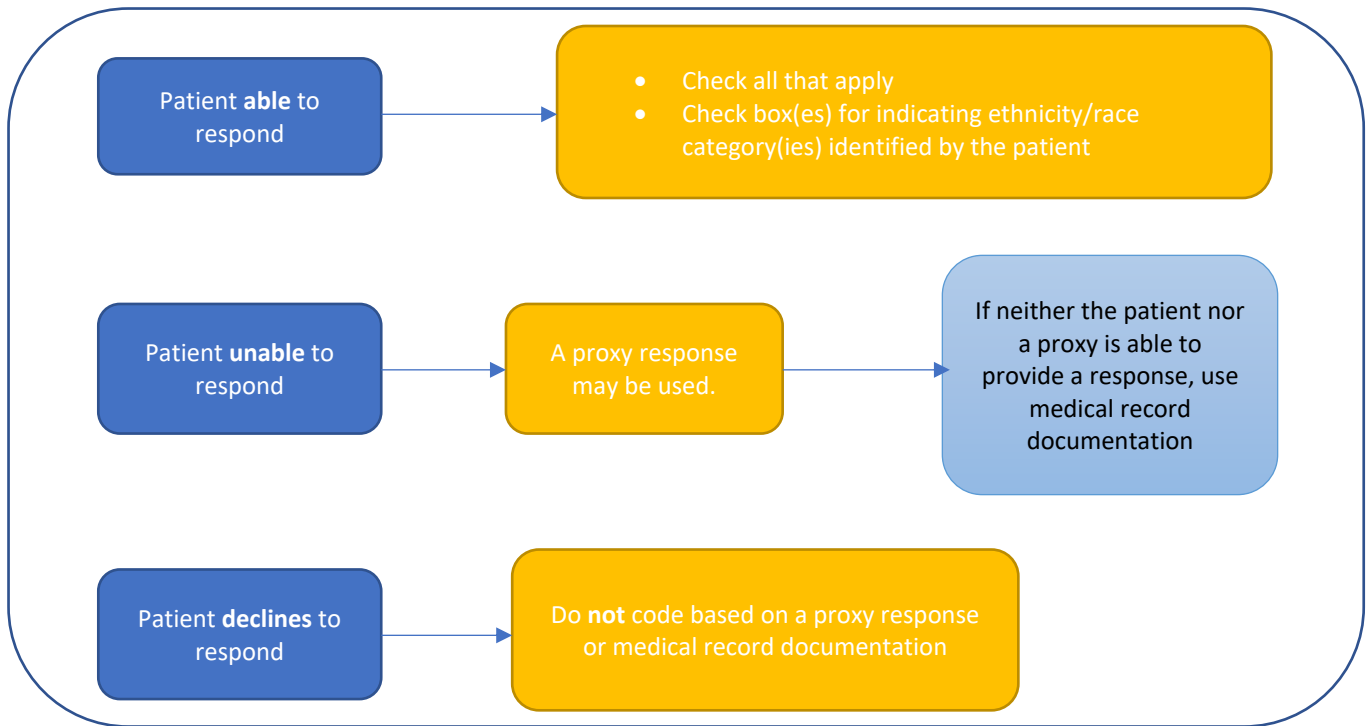 Patient able to
respond
• Check all that apply
• Check box(es) for indicating ethnicity/race
category(ies) identified by the patient
Patient unable to
respond
A proxy response
may be used.
If neither the patient nor
a proxy is able to
provide a response, use
medical record
documentation
Patient declines to
respond
Do not code based on a proxy response
or medical record documentation